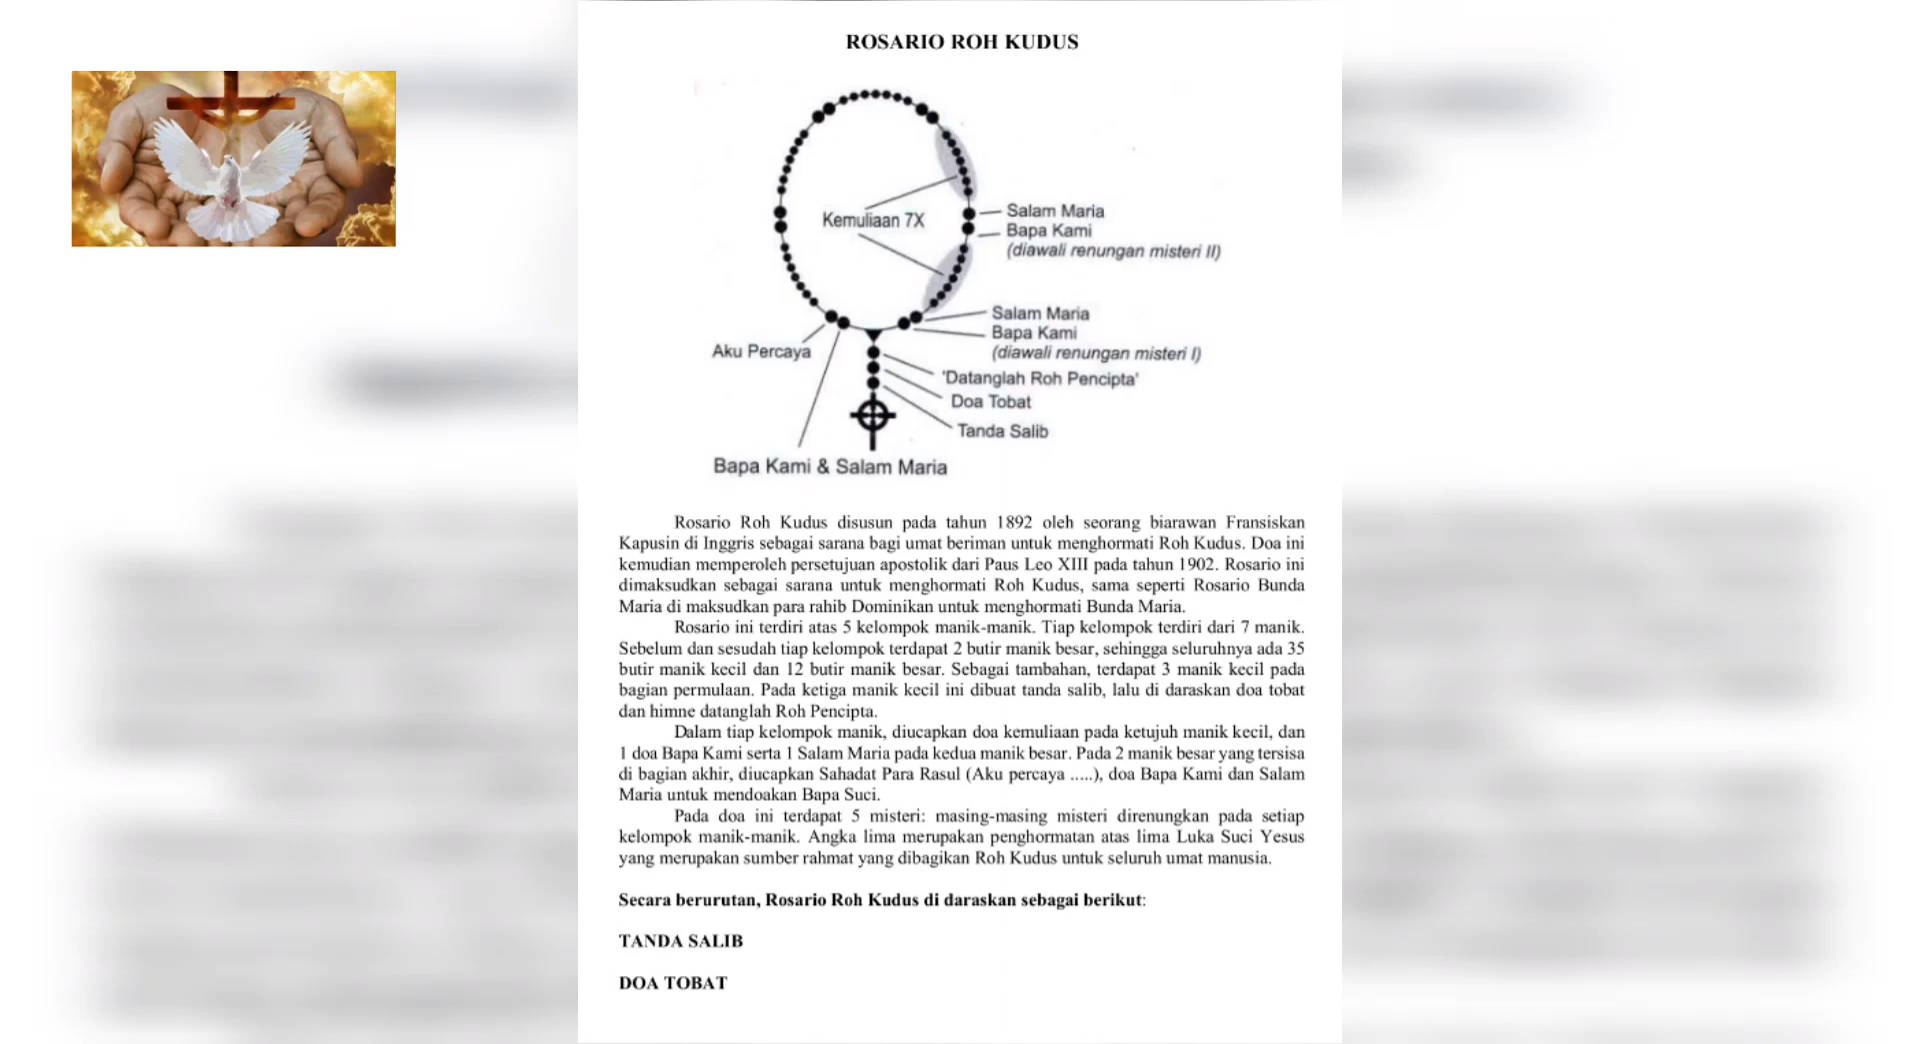 ROSARIO ROH KUDUS
Kemuliaan 7X
Salam Maria
Bapa Kami
(diawali renungan misteri II)
Salam Maria
Bapa Kami
(diawali renungan misteri I)
Aku Percaya
'Datanglah Roh Pencipta'
Doa Tobat
Tanda Salib
Bapa Kami & Salam Maria
Rosario Roh Kudus disusun pada tahun 1892 oleh seorang biarawan Fransiskan
Kapusin di Inggris sebagai sarana bagi umat beriman untuk menghormati Roh Kudus. Doa ini
kemudian memperoleh persetujuan apostolik dari Paus Leo XIII pada tahun 1902. Rosario ini
dimaksudkan sebagai sarana untuk menghormati Roh Kudus, sama seperti Rosario Bunda
Maria di maksudkan para rahib Dominikan untuk menghormati Bunda Maria.
Rosario ini terdiri atas 5 kelompok manik-manik. Tiap kelompok terdiri dari 7 manik.
Sebelum dan sesudah tiap kelompok terdapat 2 butir manik besar, sehingga seluruhnya ada 35
butir manik kecil dan 12 butir manik besar. Sebagai tambahan, terdapat 3 manik kecil pada
bagian permulaan. Pada ketiga manik kecil ini dibuat tanda salib, lalu di daraskan doa tobat
dan himne datanglah Roh Pencipta.
Dalam tiap kelompok manik, diucapkan doa kemuliaan pada ketujuh manik kecil, dan
1 doa Bapa Kami serta 1 Salam Maria pada kedua manik besar. Pada 2 manik besar yang tersisa
di bagian akhir, diucapkan Sahadat Para Rasul (Aku percaya .....), doa Bapa Kami dan Salam
Maria untuk mendoakan Bapa Suci.
Pada doa ini terdapat 5 misteri: masing-masing misteri direnungkan pada setiap
kelompok manik-manik. Angka lima merupakan penghormatan atas lima Luka Suci Yesus
yang merupakan sumber rahmat yang dibagikan Roh Kudus untuk seluruh umat manusia.
Secara berurutan, Rosario Roh Kudus di daraskan sebagai berikut:
TANDA SALIB
DOA TOBAT